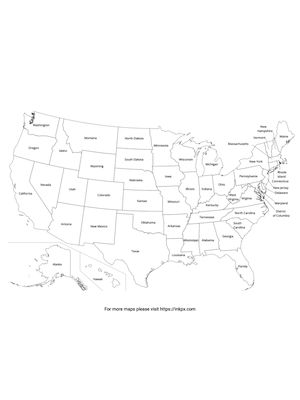 New
Hampshire
Vermont
Massachusetts
Maine
Washington
Montana
North Dakota
Minnesota
Oregon
Idaho
Wyoming
South Dakota
Wisconsin
Michigan
New York
Rhode
Island
Connecticut
New Jersey
Delaware
Maryland
District
of Columbia
Nevada
Utah
Colorado
Nebraska
Iowa
Illinois
Indiana
Ohio
Pennsylvania
California
Kansas
Missouri
Kentucky
West
Virginia
Virginia
Arizona
New Mexico
Oklahoma
Arkansas
Tennessee
North Carolina
South
Carolina
Texas
Louisiana
Mississippi
Alabama
Georgia
Florida
Alaska
Hawaii
For more maps please visit https://inkpx.com